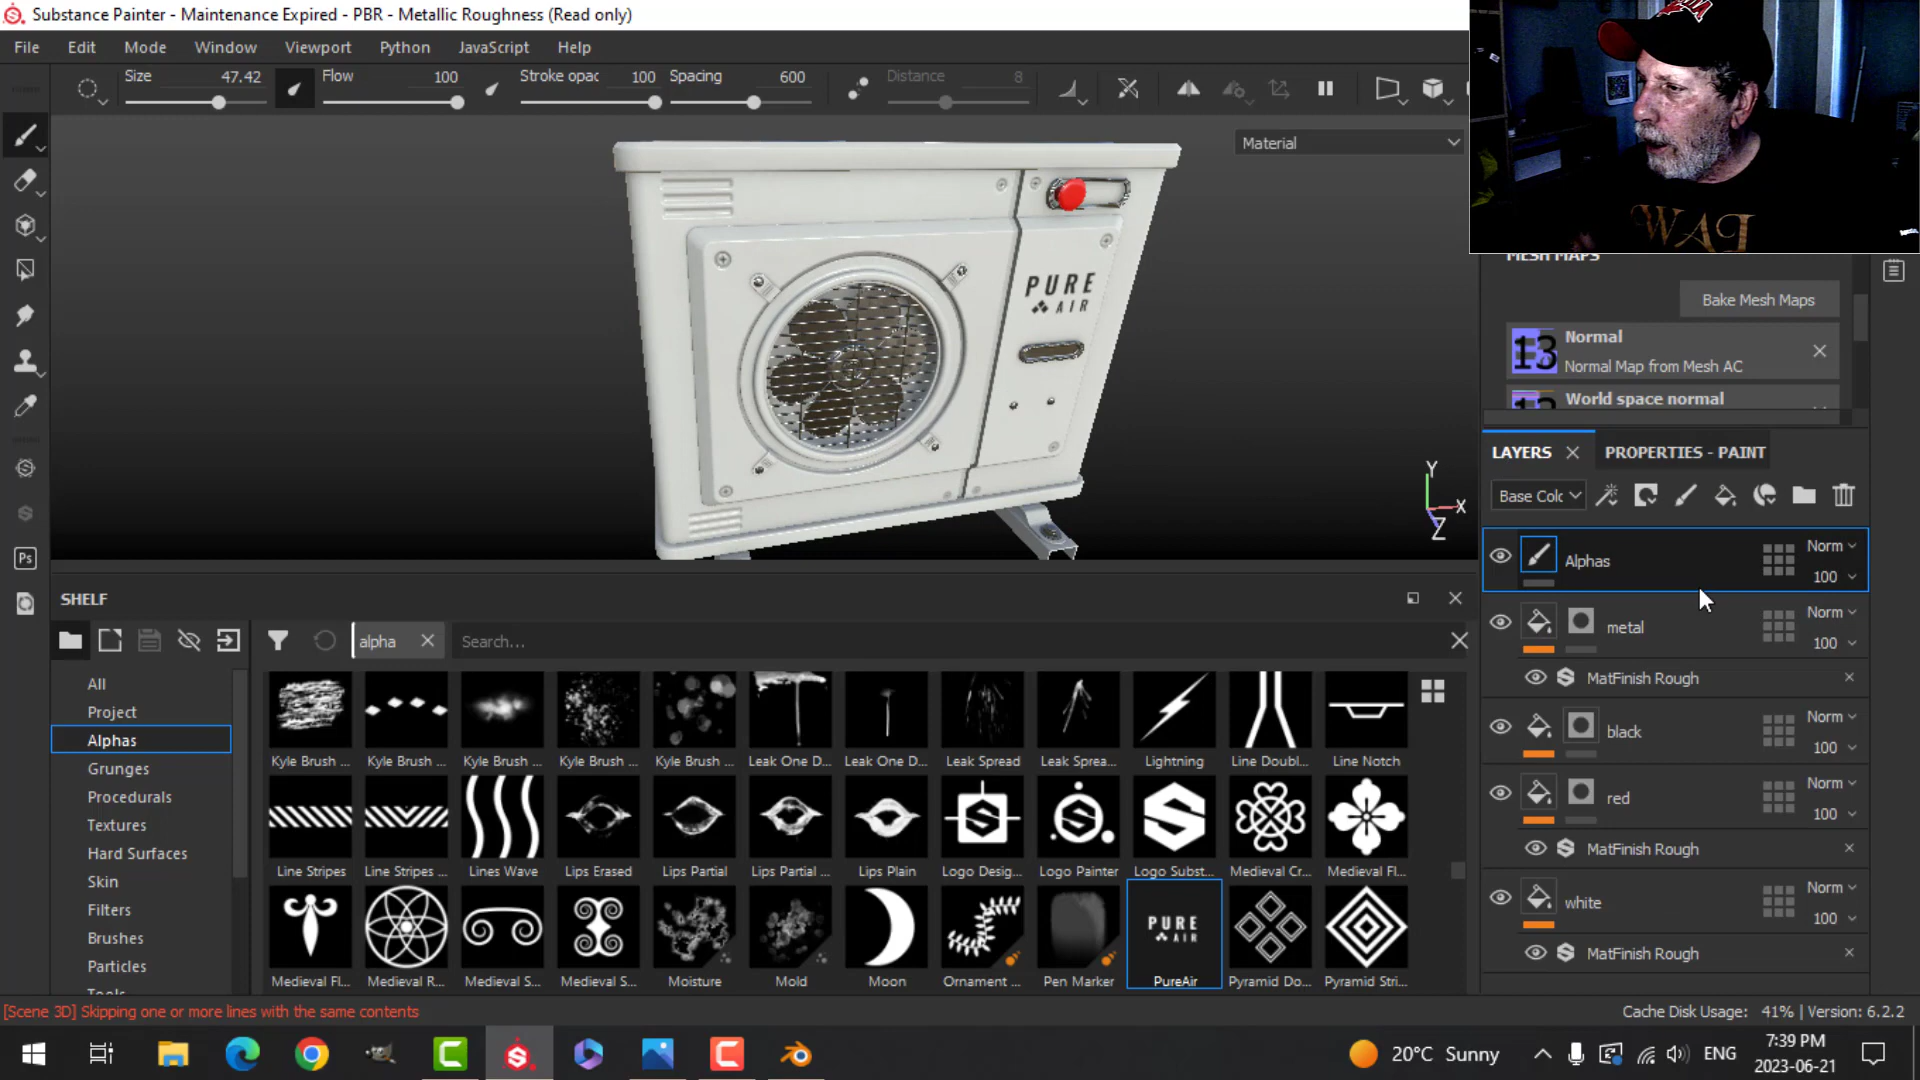 Substance Painter - Maintenance Expired - PBR - Metallic Roughness (Read only)
File Edit Mode Window Viewport Python JavaScript Help
Size 47.42 Flow 100 Stroke opac 100 Spacing 600 Distance 8
Material
PURE
AIR
Y
X
Z
WAI
MESH MAPS
Bake Mesh Maps
Normal
Normal Map from Mesh AC
World space normal
LAYERS PROPERTIES - PAINT
Base Colc
Alphas Norm 100
metal Norm 100
MatFinish Rough
black Norm 100
red Norm 100
MatFinish Rough
white Norm 100
MatFinish Rough
SHELF
alpha Search...
All
Project
Alphas
Grunges
Procedurals
Textures
Hard Surfaces
Skin
Filters
Brushes
Particles
Tools
Kyle Brush ... Kyle Brush ... Kyle Brush ... Kyle Brush ... Kyle Brush ... Leak One D... Leak One D... Leak Spread Leak Sprea... Lightning Line Doubl... Line Notch
Line Stripes Line Stripes ... Lines Wave Lips Erased Lips Partial Lips Partial ... Lips Plain Logo Desig... Logo Painter Logo Subst... Medieval Cr... Medieval Fl...
PURE
AIR
Medieval Fl... Medieval R... Medieval S... Medieval S... Moisture Mold Moon Ornament ... Pen Marker PureAir Pyramid Do... Pyramid Stri...
[Scene 3D] Skipping one or more lines with the same contents
Cache Disk Usage: 41% | Version: 6.2.2
20°C Sunny
ENG
7:39 PM
2023-06-21